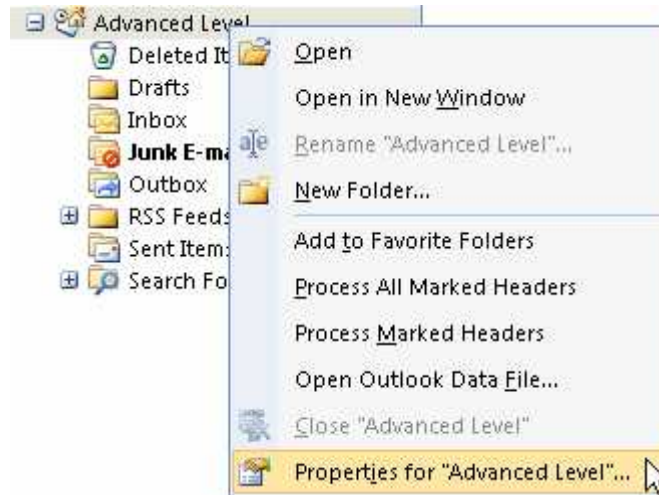 Advanced Level
Deleted It
Drafts
Inbox
Junk E-ma
Outbox
RSS Feeds
Sent Item
Search Fo
Open
Open in New Window
Rename "Advanced Level"...
New Folder...
Add to Favorite Folders
Process All Marked Headers
Process Marked Headers
Open Outlook Data File...
Close "Advanced Level"
Properties for "Advanced Level"...